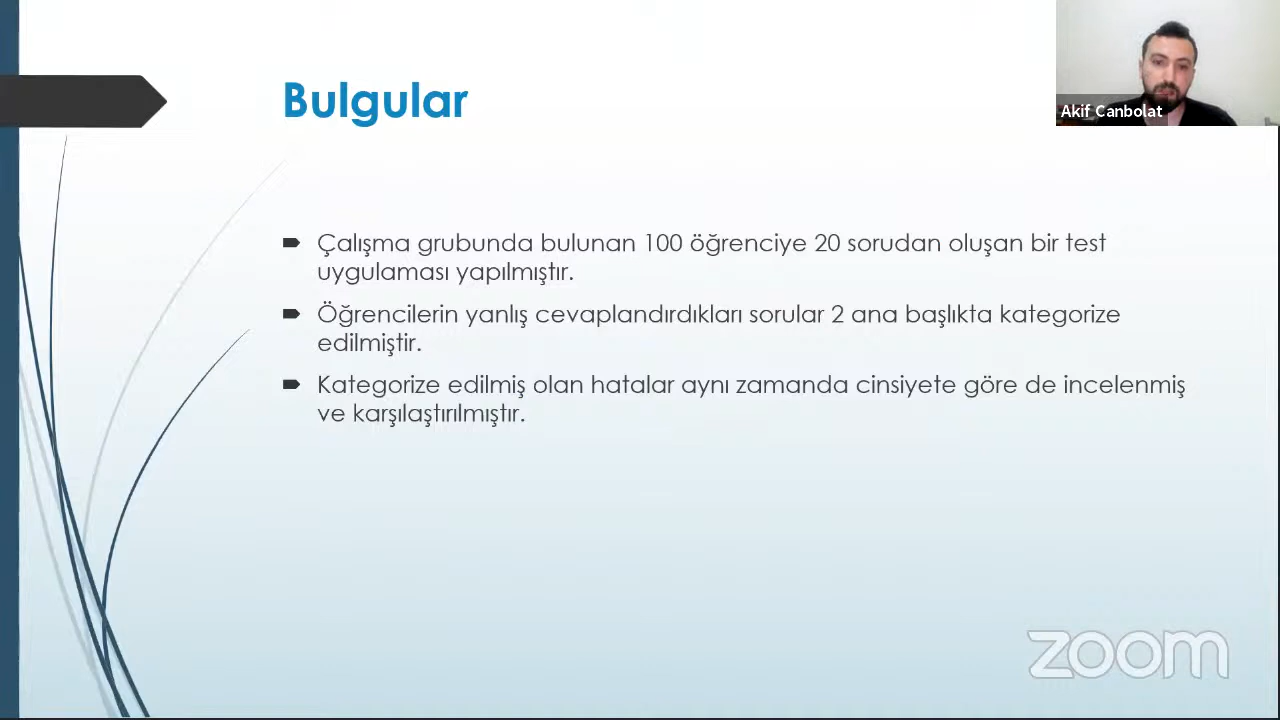 Bulgular
Akif Canbolat
Çalışma grubunda bulunan 100 öğrenciye 20 sorudan oluşan bir test
uygulaması yapılmıştır.
Öğrencilerin yanlış cevaplandırdıkları sorular 2 ana başlıkta kategorize
edilmiştir.
Kategorize edilmiş olan hatalar aynı zamanda cinsiyete göre de incelenmiş
ve karşılaştırılmıştır.
zoom